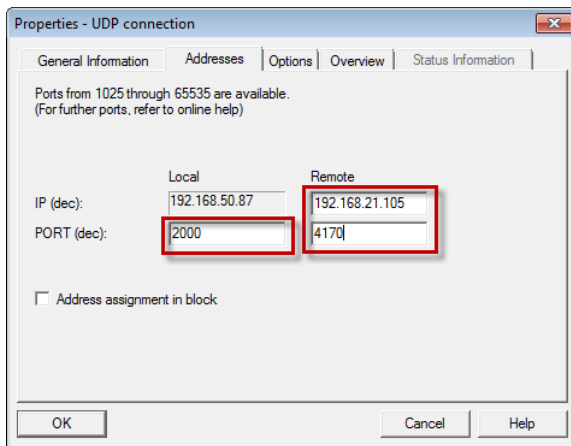 Properties - UDP connection
General Information Addresses Options Overview Status Information
Ports from 1025 through 65535 are available.
(For further ports, refer to online help)
Local Remote
IP (dec): 192.168.50.87 192.168.21.105
PORT (dec): 2000 4170
Address assignment in block
OK Cancel Help